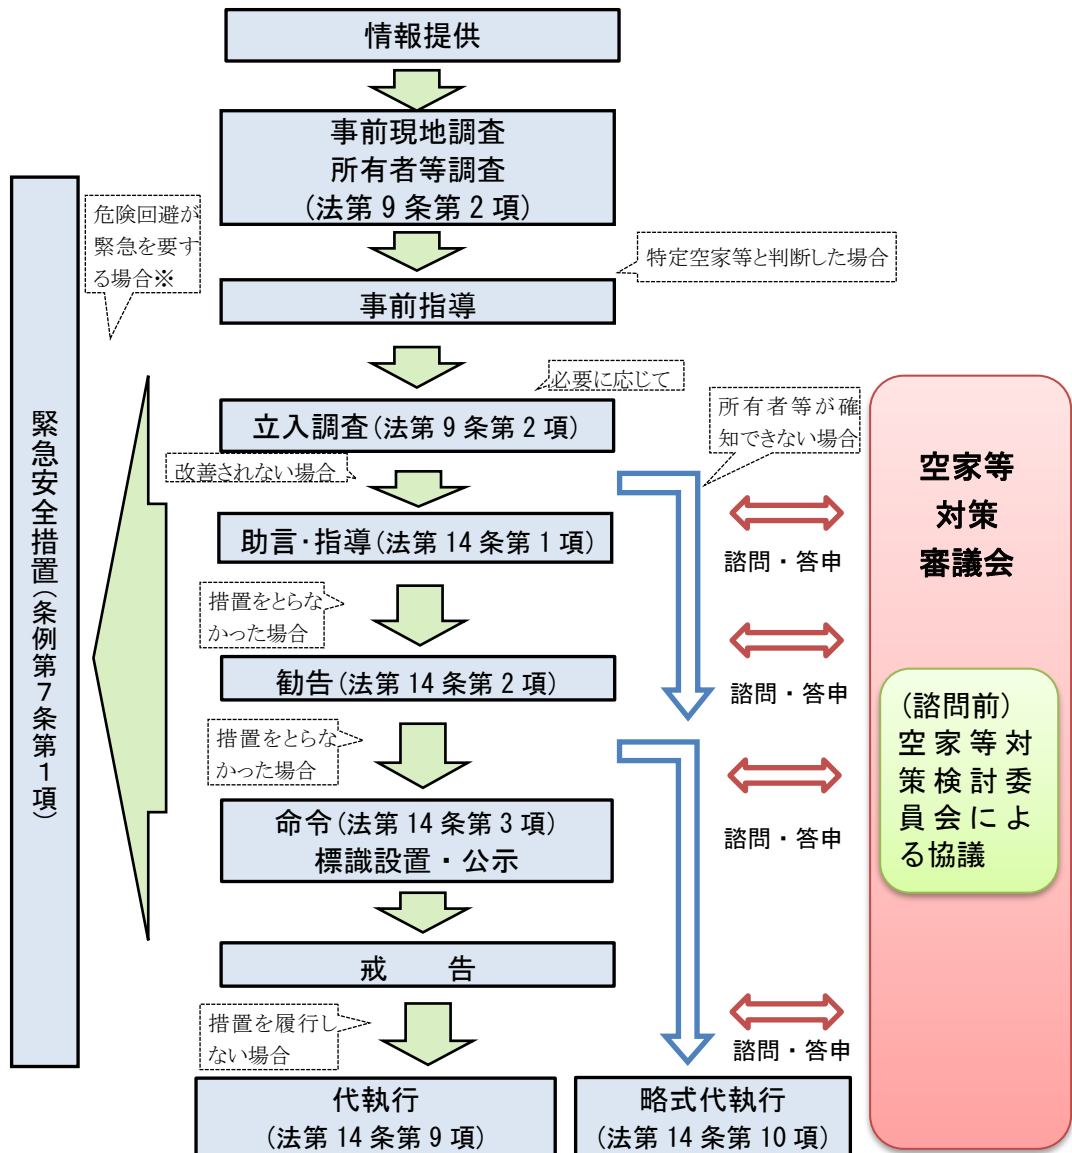 情報提供
事前現地調査
所有者等調査
(法第９条第２項)
危険回避が
緊急を要す
る場合※
特定空家等と判断した場合
事前指導
必要に応じて
立入調査(法第９条第２項)
所有者等が確
知できない場合
改善されない場合
助言・指導(法第14条第１項)
諮問・答申
措置をとらな
かった場合
勧告(法第14条第２項)
諮問・答申
措置をとらな
かった場合
命令(法第14条第３項)
標識設置・公示
諮問・答申
戒　　告
措置を履行し
ない場合
諮問・答申
代執行
(法第14条第９項)
略式代執行
(法第14条第10項)
緊急安全措置(条例第７条第１項)
空家等
対策
審議会
(諮問前)
空家等対
策検討委
員会によ
る協議